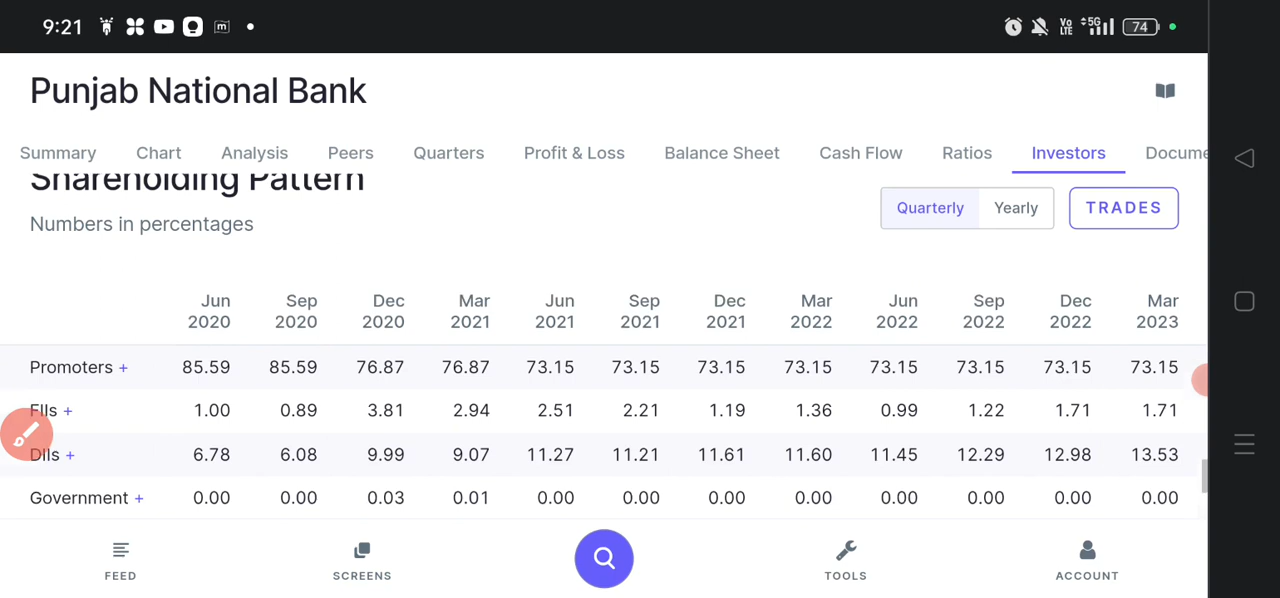 9:21
VoLTE 5G 74
Punjab National Bank
Summary Chart Analysis Peers Quarters Profit & Loss Balance Sheet Cash Flow Ratios Investors Docume
Shareholding Pattern
Numbers in percentages
Quarterly Yearly TRADES
Jun 2020 Sep 2020 Dec 2020 Mar 2021 Jun 2021 Sep 2021 Dec 2021 Mar 2022 Jun 2022 Sep 2022 Dec 2022 Mar 2023
Promoters + 85.59 85.59 76.87 76.87 73.15 73.15 73.15 73.15 73.15 73.15 73.15 73.15
FIIs + 1.00 0.89 3.81 2.94 2.51 2.21 1.19 1.36 0.99 1.22 1.71 1.71
DIIs + 6.78 6.08 9.99 9.07 11.27 11.21 11.61 11.60 11.45 12.29 12.98 13.53
Government + 0.00 0.00 0.03 0.01 0.00 0.00 0.00 0.00 0.00 0.00 0.00 0.00
FEED SCREENS TOOLS ACCOUNT